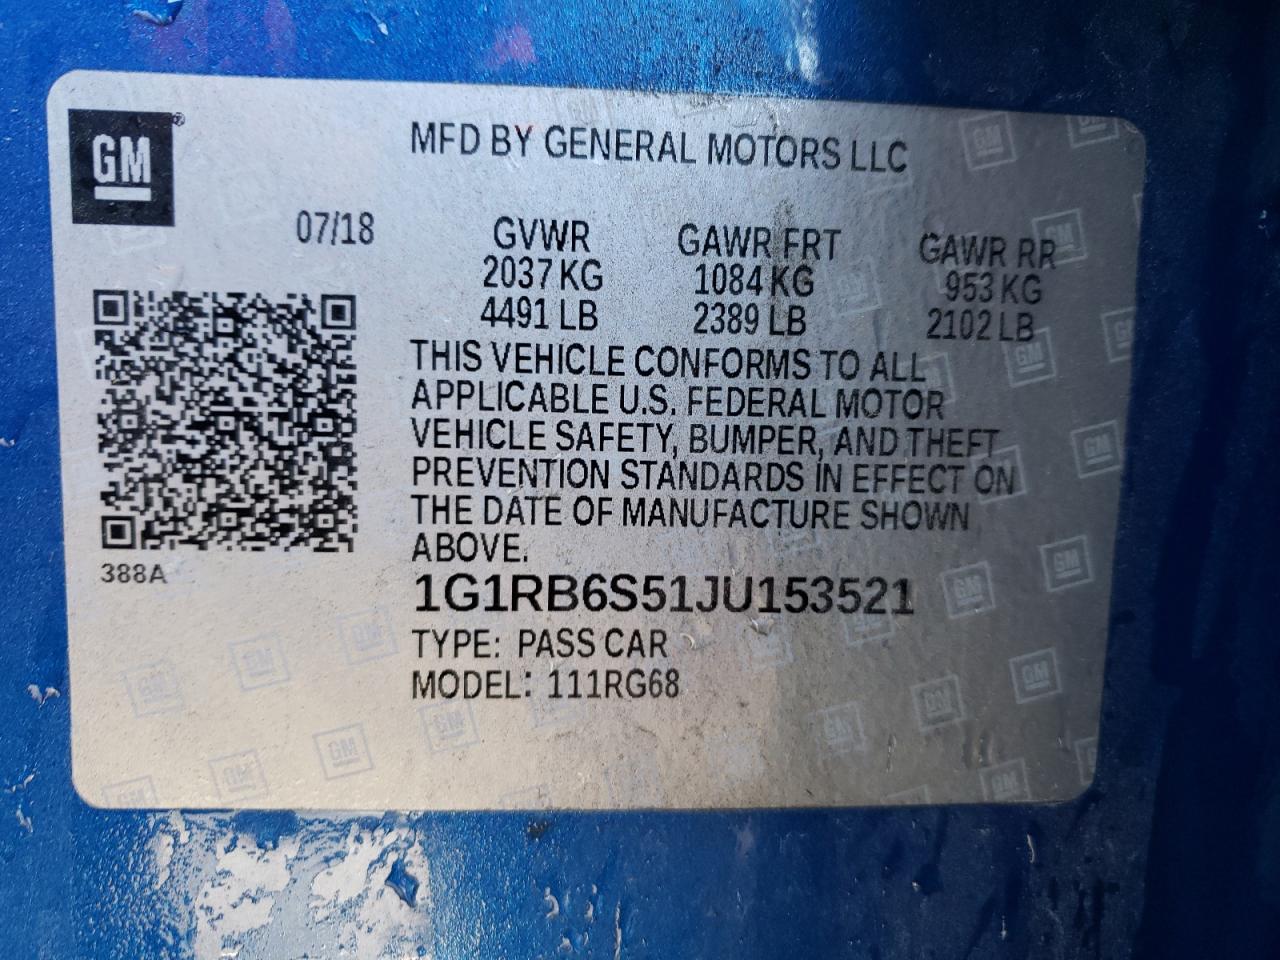 GM
MFD BY GENERAL MOTORS LLC
07/18
GVWR GAWR FRT GAWR RR
2037 KG 1084 KG 953 KG
4491 LB 2389 LB 2102 LB
THIS VEHICLE CONFORMS TO ALL
APPLICABLE U.S. FEDERAL MOTOR
VEHICLE SAFETY, BUMPER, AND THEFT
PREVENTION STANDARDS IN EFFECT ON
THE DATE OF MANUFACTURE SHOWN
ABOVE.
388A
1G1RB6S51JU153521
TYPE: PASS CAR
MODEL: 111RG68